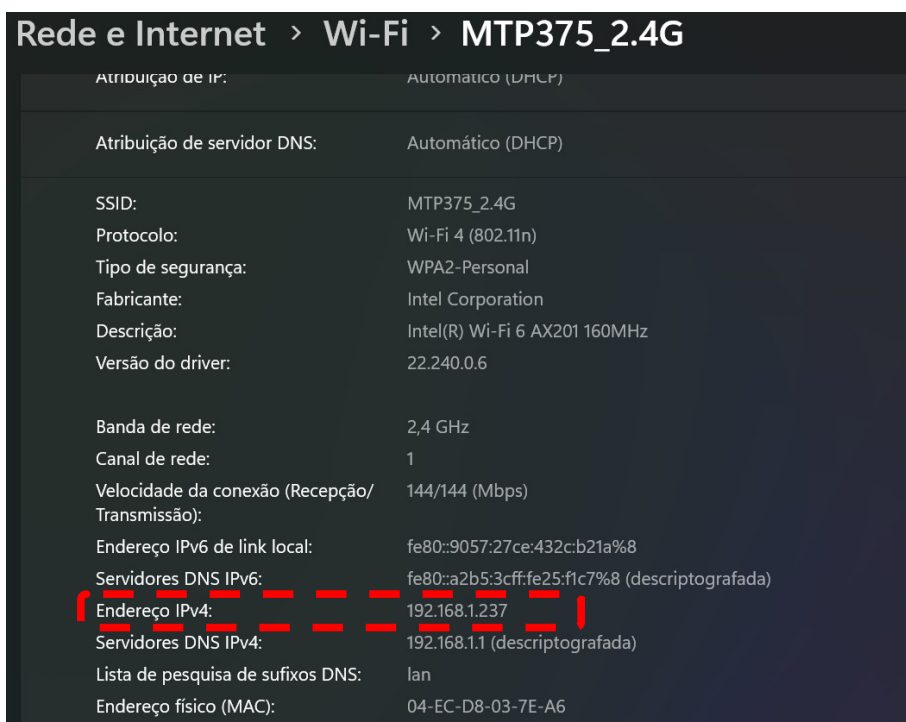 Rede e Internet > Wi-Fi > MTP375_2.4G
Atribuição de IP: Automático (DHCP)
Atribuição de servidor DNS: Automático (DHCP)
SSID: MTP375_2.4G
Protocolo: Wi-Fi 4 (802.11n)
Tipo de segurança: WPA2-Personal
Fabricante: Intel Corporation
Descrição: Intel(R) Wi-Fi 6 AX201 160MHz
Versão do driver: 22.240.0.6
Banda de rede: 2,4 GHz
Canal de rede: 1
Velocidade da conexão (Recepção/ 144/144 (Mbps)
Transmissão):
Endereço IPv6 de link local: fe80::9057:27ce:432c:b21a%8
Servidores DNS IPv6: fe80::a2b5:3cff:fe25:f1c7%8 (descriptografada)
Endereço IPv4: 192.168.1.237
Servidores DNS IPv4: 192.168.1.1 (descriptografada)
Lista de pesquisa de sufixos DNS: lan
Endereço físico (MAC): 04-EC-D8-03-7E-A6